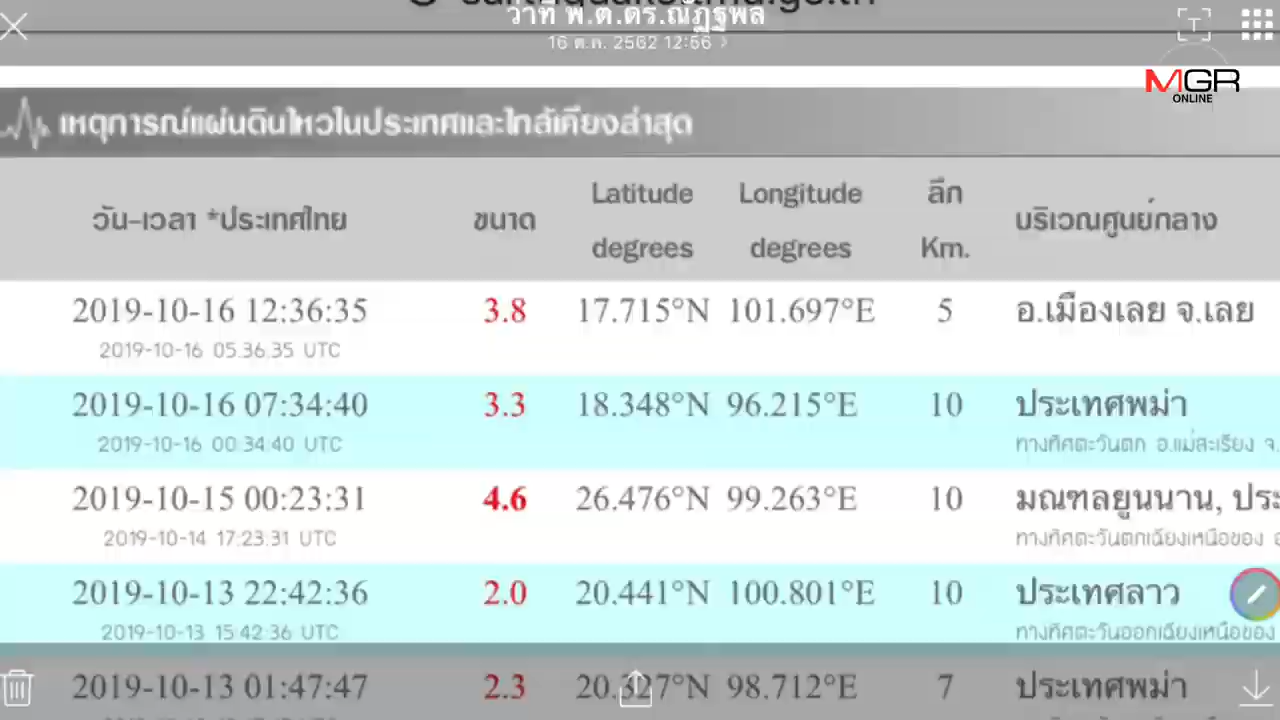 ว่าที่ พ.ต.ดร.ณัฏฐพล
16 ต.ค. 2562 12:56 >
MGR
ONLINE
เหตุการณ์แผ่นดินไหวในประเทศและใกล้เคียงล่าสุด
วัน-เวลา *ประเทศไทย ขนาด Latitude degrees Longitude degrees ลึก Km. บริเวณศูนย์กลาง
2019-10-16 12:36:35 3.8 17.715°N 101.697°E 5 อ.เมืองเลย จ.เลย
2019-10-16 05:36:35 UTC
2019-10-16 07:34:40 3.3 18.348°N 96.215°E 10 ประเทศพม่า
2019-10-16 00:34:40 UTC ทางทิศตะวันตก อ.แม่สะเรียง จ.
2019-10-15 00:23:31 4.6 26.476°N 99.263°E 10 มณฑลยูนนาน, ประ
2019-10-14 17:23:31 UTC ทางทิศตะวันตกเฉียงเหนือของ
2019-10-13 22:42:36 2.0 20.441°N 100.801°E 10 ประเทศลาว
2019-10-13 15:42:36 UTC ทางทิศตะวันออกเฉียงเหนือของ
2019-10-13 01:47:47 2.3 20.327°N 98.712°E 7 ประเทศพม่า